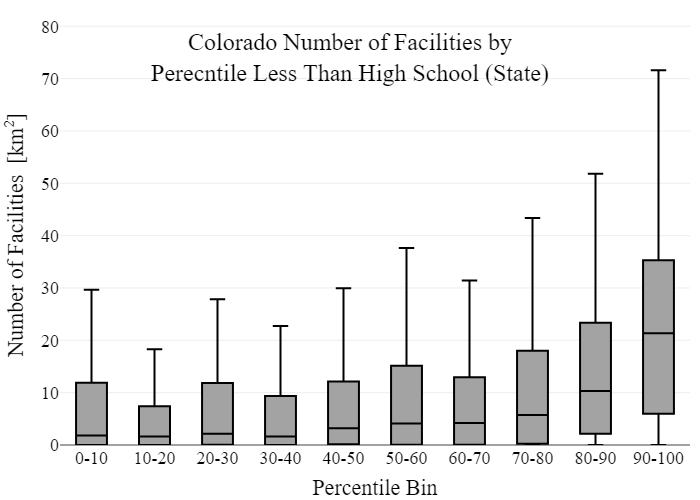 Colorado Number of Facilities by
Perecntile Less Than High School (State)
Number of Facilities [km²]
80
70
60
50
40
30
20
10
0
0-10 10-20 20-30 30-40 40-50 50-60 60-70 70-80 80-90 90-100
Percentile Bin